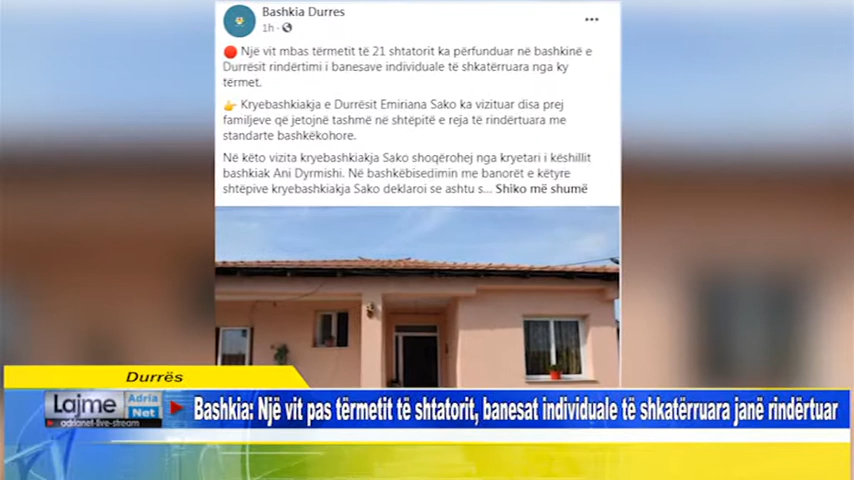 Bashkia Durres
1h ·
Një vit mbas tërmetit të 21 shtatorit ka përfunduar në bashkinë e
Durrësit rindërtimi i banesave individuale të shkatërruara nga ky
tërmet.
Kryebashkiakja e Durrësit Emiriana Sako ka vizituar disa prej
familjeve që jetojnë tashmë në shtëpitë e reja të rindërtuara me
standarte bashkëkohore.
Në këto vizita kryebashkiakja Sako shoqërohej nga kryetari i këshillit
bashkiak Ani Dyrmishi. Në bashkëbisedimin me banorët e këtyre
shtëpive kryebashkiakja Sako deklaroi se ashtu s... Shiko më shumë
Durrës
Lajme Adria
Net
adrianet-live-stream
Bashkia: Një vit pas tërmetit të shtatorit, banesat individuale të shkatërruara janë rindërtuar